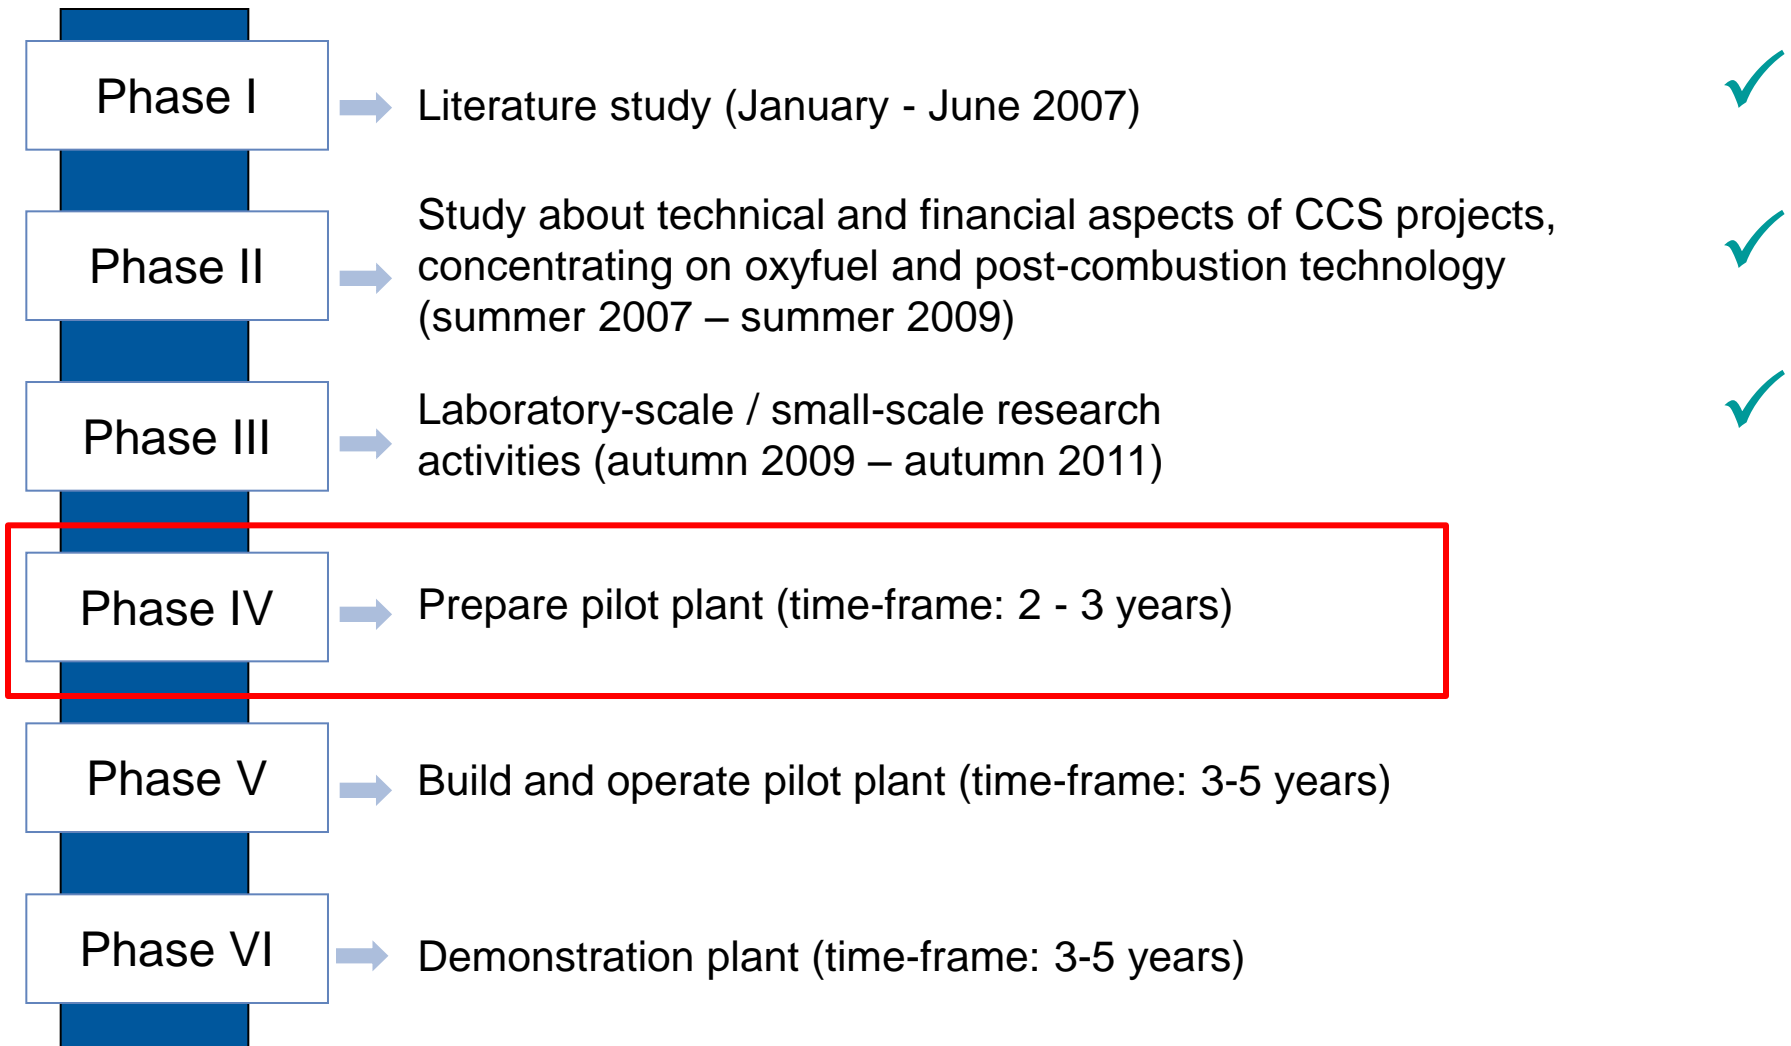 Phase I
Literature study (January - June 2007)
Phase II
Study about technical and financial aspects of CCS projects,
concentrating on oxyfuel and post-combustion technology
(summer 2007 – summer 2009)
Phase III
Laboratory-scale / small-scale research
activities (autumn 2009 – autumn 2011)
Phase IV
Prepare pilot plant (time-frame: 2 - 3 years)
Phase V
Build and operate pilot plant (time-frame: 3-5 years)
Phase VI
Demonstration plant (time-frame: 3-5 years)